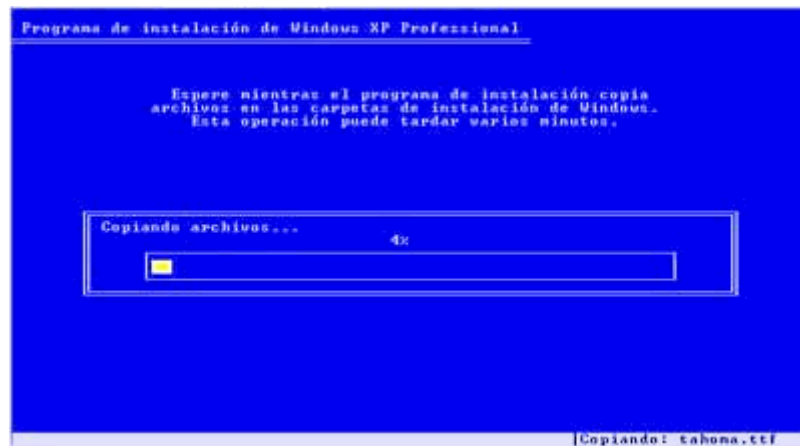 Programa de instalación de Windows XP Professional
Espere mientras el programa de instalación copia
archivos en las carpetas de instalación de Windows.
Esta operación puede tardar varios minutos.
Copiando archivos...
4%
Copiando: tahoma.ttf